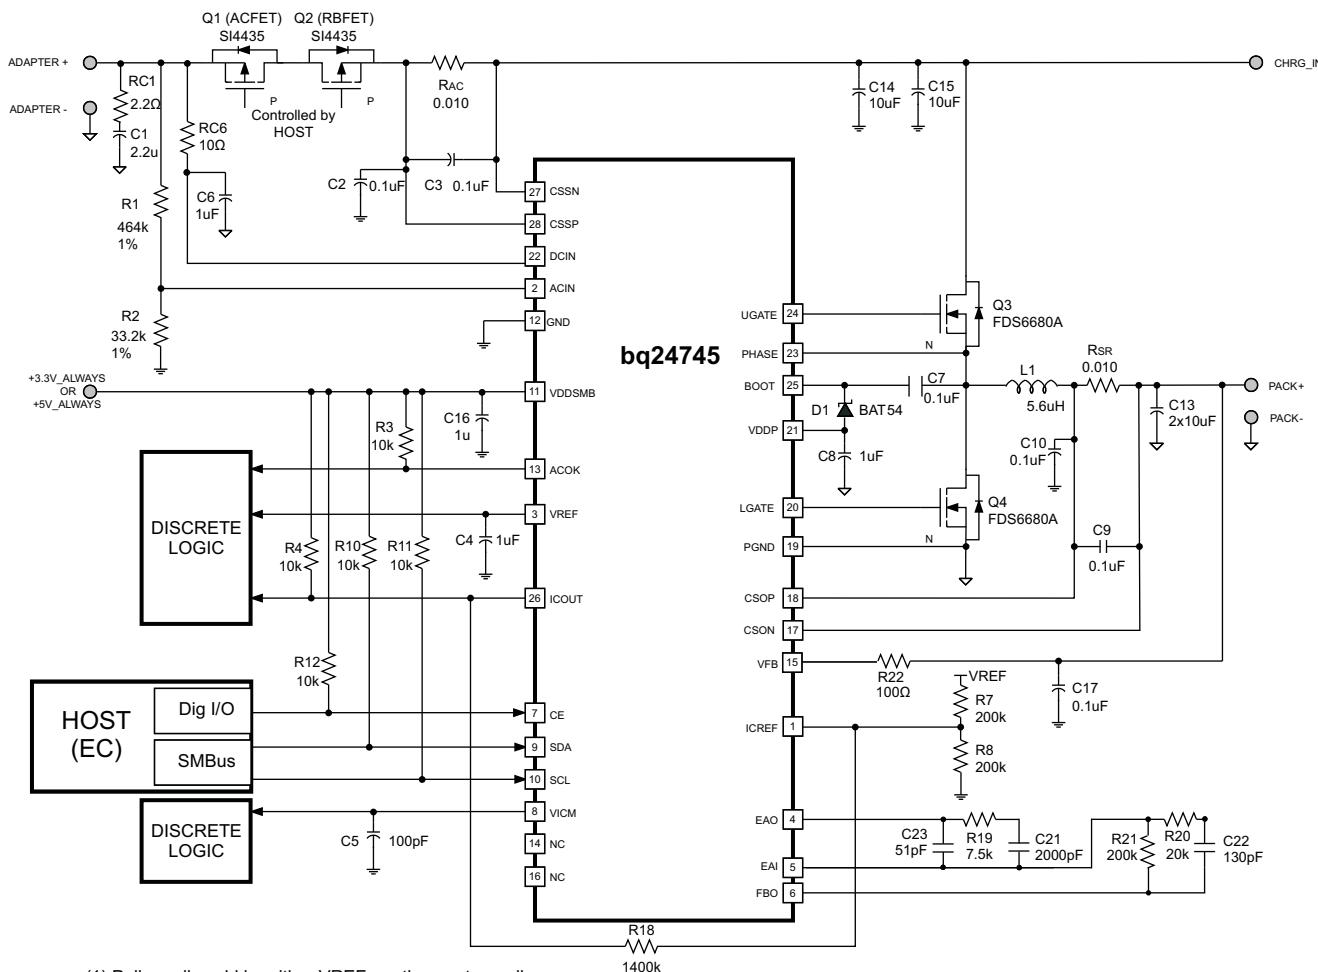 Q1 (ACFET) Q2 (RBFET)
SI4435 SI4435
ADAPTER +
CHRG_IN
P P
Controlled by
HOST
RAC
0.010
C14
10uF
C15
10uF
ADAPTER -
RC1
2.2Ω
C1
2.2u
RC6
10Ω
C6
1uF
R1
464k
1%
C2 0.1uF
C3 0.1uF
27 CSSN
28 CSSP
22 DCIN
2 ACIN
12 GND
R2
33.2k
1%
bq24745
UGATE 24
Q3
FDS6680A
PHASE 23
N
+3.3V_ALWAYS
OR
+5V_ALWAYS
11 VDDSMB
BOOT 25
C7
0.1uF
L1
5.6uH
RSR
0.010
PACK+
PACK-
D1 BAT54
VDDP 21
C8 1uF
C13
2x10uF
C10
0.1uF
R3
10k
C16
1u
13 ACOK
3 VREF
DISCRETE
LOGIC
C4 1uF
R4
10k
R10
10k
R11
10k
26 ICOUT
LGATE 20
Q4
FDS6680A
PGND 19
N
C9
0.1uF
CSOP 18
CSON 17
VFB 15
R22
100Ω
C17
0.1uF
R12
10k
HOST
(EC)
Dig I/O
SMBus
7 CE
9 SDA
10 SCL
VREF
R7
200k
ICREF 1
R8
200k
DISCRETE
LOGIC
C5 100pF
8 VICM
14 NC
16 NC
EAO 4
C23
51pF
R19
7.5k
C21
2000pF
R21
200k
R20
20k
C22
130pF
EAI 5
FBO 6
R18
1400k